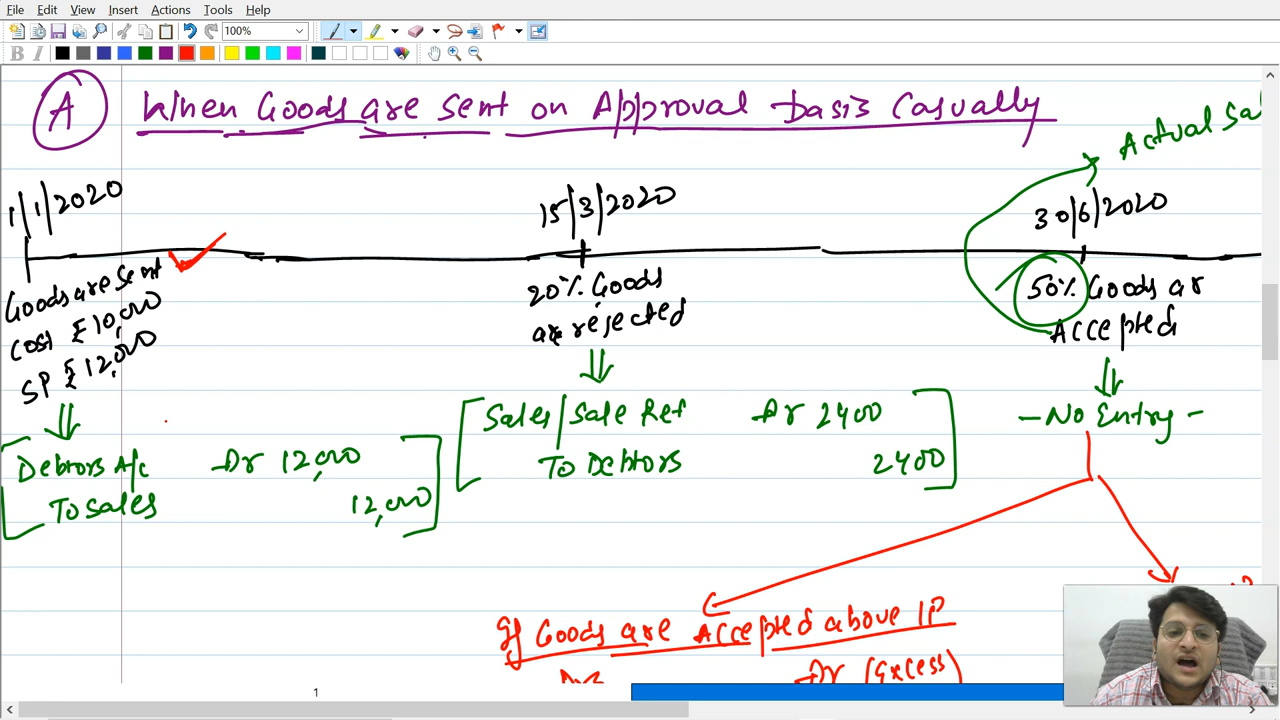 File Edit View Insert Actions Tools Help
100%
B I U
A When Goods are sent on Approval Basis Casually
Actual Sa
1/1/2020
15/3/2020
30/6/2020
Goods are sent
Cost ₹10,000
SP ₹12,000
20% Goods
are rejected
50% Goods ar
Accepted
Debtors A/c Dr 12,000
To Sales 12,000
Sales/Sale Ret Dr 2400
To Debtors 2400
-No Entry-
If Goods are Accepted above IP
Dr (Excess)
1